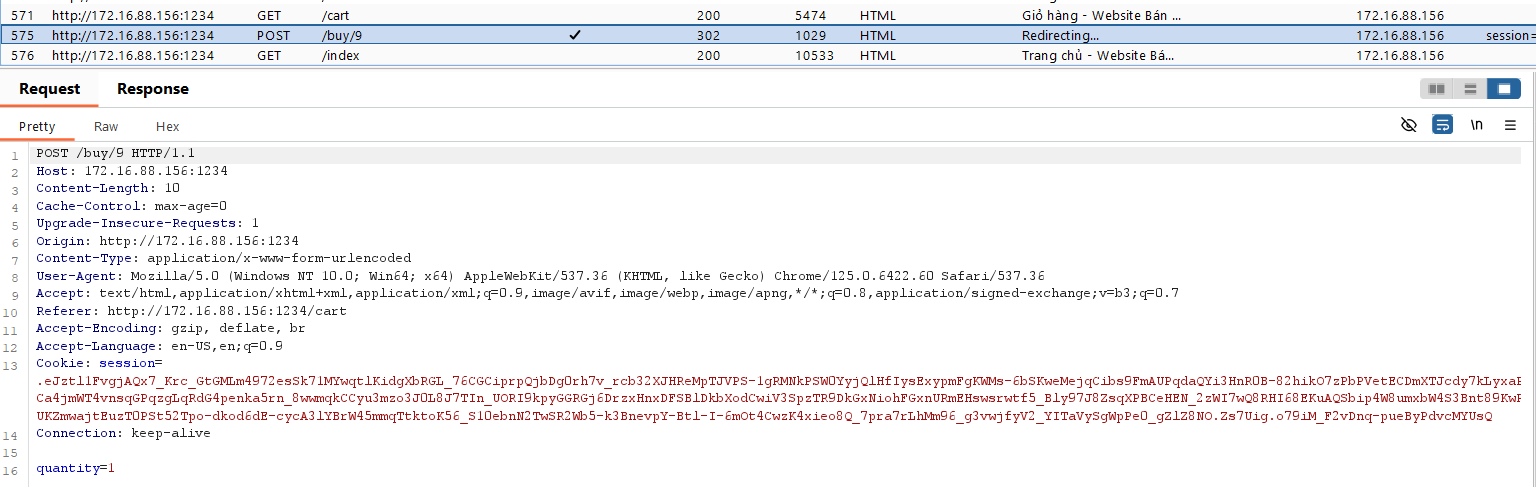 571 http://172.16.88.156:1234 GET /cart 200 5474 HTML Giỏ hàng - Website Bán ... 172.16.88.156
575 http://172.16.88.156:1234 POST /buy/9 ✓ 302 1029 HTML Redirecting... 172.16.88.156 session=
576 http://172.16.88.156:1234 GET /index 200 10533 HTML Trang chủ - Website Bá... 172.16.88.156
Request Response
Pretty Raw Hex \n
1 POST /buy/9 HTTP/1.1
2 Host: 172.16.88.156:1234
3 Content-Length: 10
4 Cache-Control: max-age=0
5 Upgrade-Insecure-Requests: 1
6 Origin: http://172.16.88.156:1234
7 Content-Type: application/x-www-form-urlencoded
8 User-Agent: Mozilla/5.0 (Windows NT 10.0; Win64; x64) AppleWebKit/537.36 (KHTML, like Gecko) Chrome/125.0.6422.60 Safari/537.36
9 Accept: text/html,application/xhtml+xml,application/xml;q=0.9,image/avif,image/webp,image/apng,*/*;q=0.8,application/signed-exchange;v=b3;q=0.7
10 Referer: http://172.16.88.156:1234/cart
11 Accept-Encoding: gzip, deflate, br
12 Accept-Language: en-US,en;q=0.9
13 Cookie: session=
14 Connection: keep-alive
15
16 quantity=1